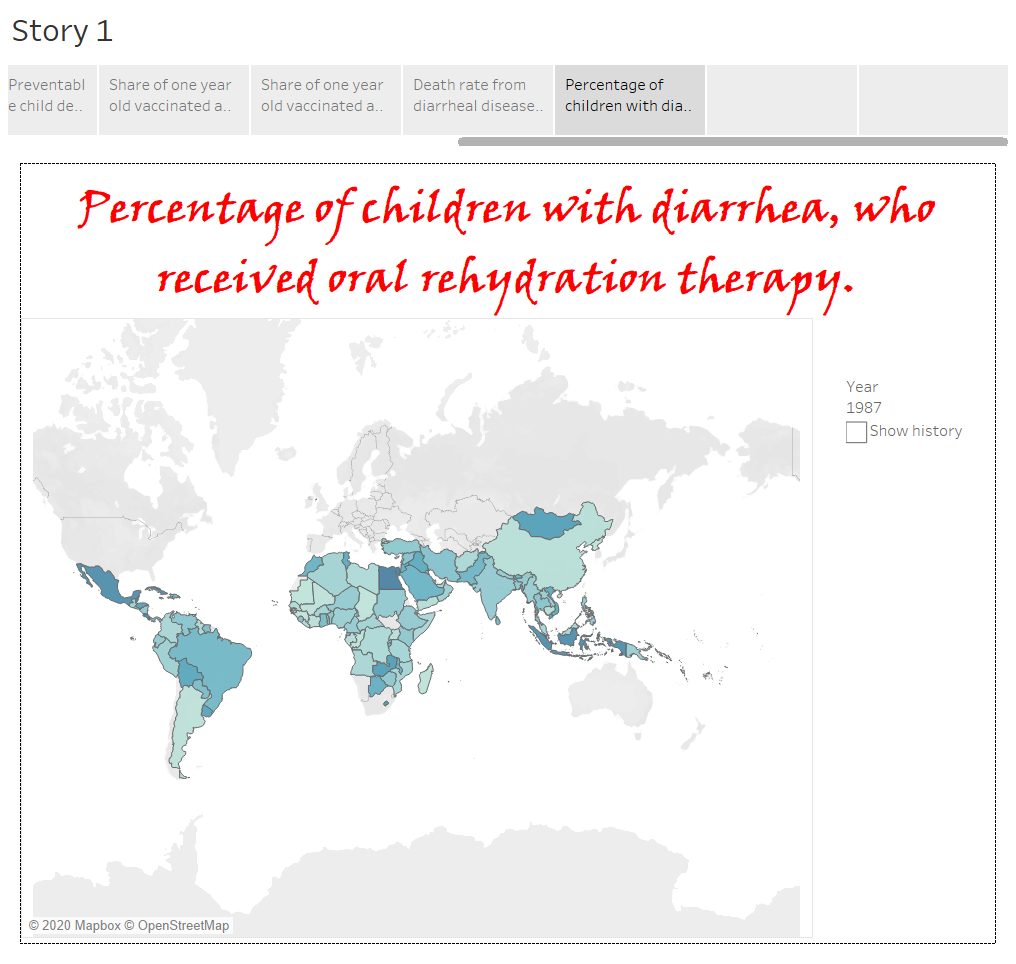 Story 1
Preventabl
e child de..
Share of one year
old vaccinated a..
Share of one year
old vaccinated a..
Death rate from
diarrheal disease..
Percentage of
children with dia..
Percentage of children with diarrhea, who
received oral rehydration therapy.
Year
1987
Show history
© 2020 Mapbox © OpenStreetMap